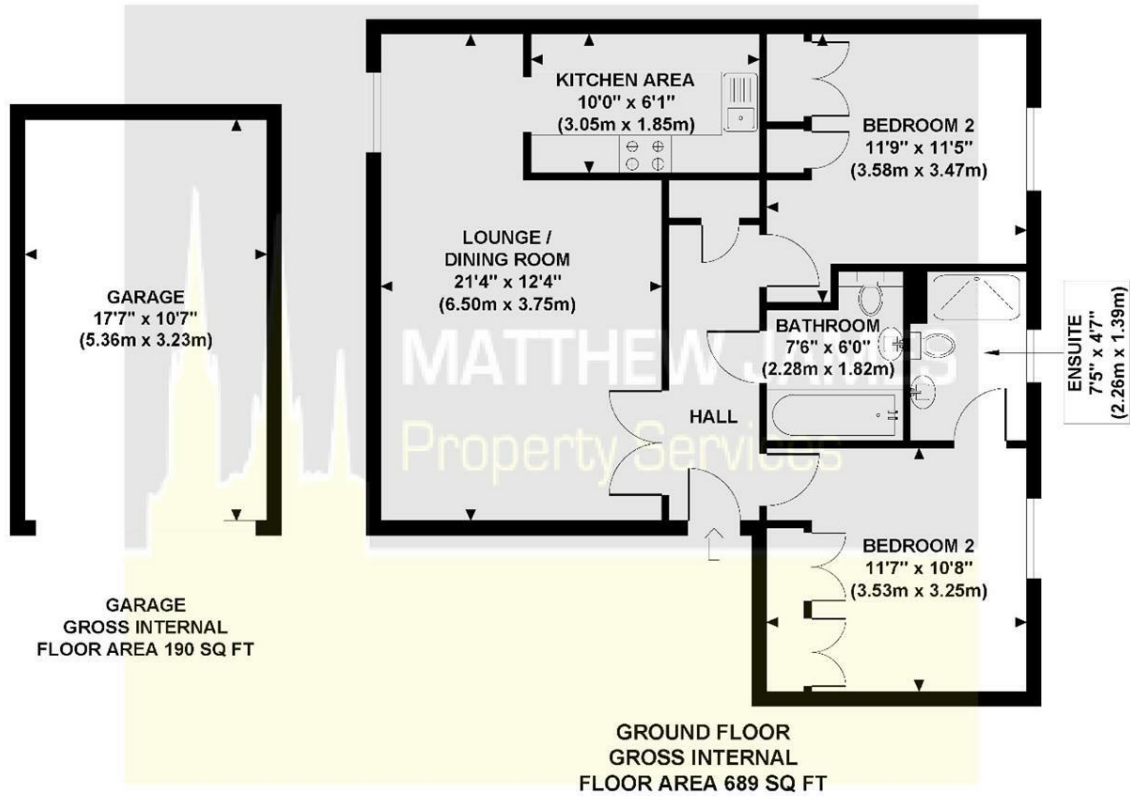 KITCHEN AREA
10'0" x 6'1"
(3.05m x 1.85m)
BEDROOM 2
11'9" x 11'5"
(3.58m x 3.47m)
LOUNGE /
DINING ROOM
21'4" x 12'4"
(6.50m x 3.75m)
GARAGE
17'7" x 10'7"
(5.36m x 3.23m)
BATHROOM
7'6" x 6'0"
(2.28m x 1.82m)
ENSUITE
7'5" x 4'7"
(2.26m x 1.39m)
MATTHEW JAMES
Property Services
HALL
BEDROOM 2
11'7" x 10'8"
(3.53m x 3.25m)
GARAGE
GROSS INTERNAL
FLOOR AREA 190 SQ FT
GROUND FLOOR
GROSS INTERNAL
FLOOR AREA 689 SQ FT